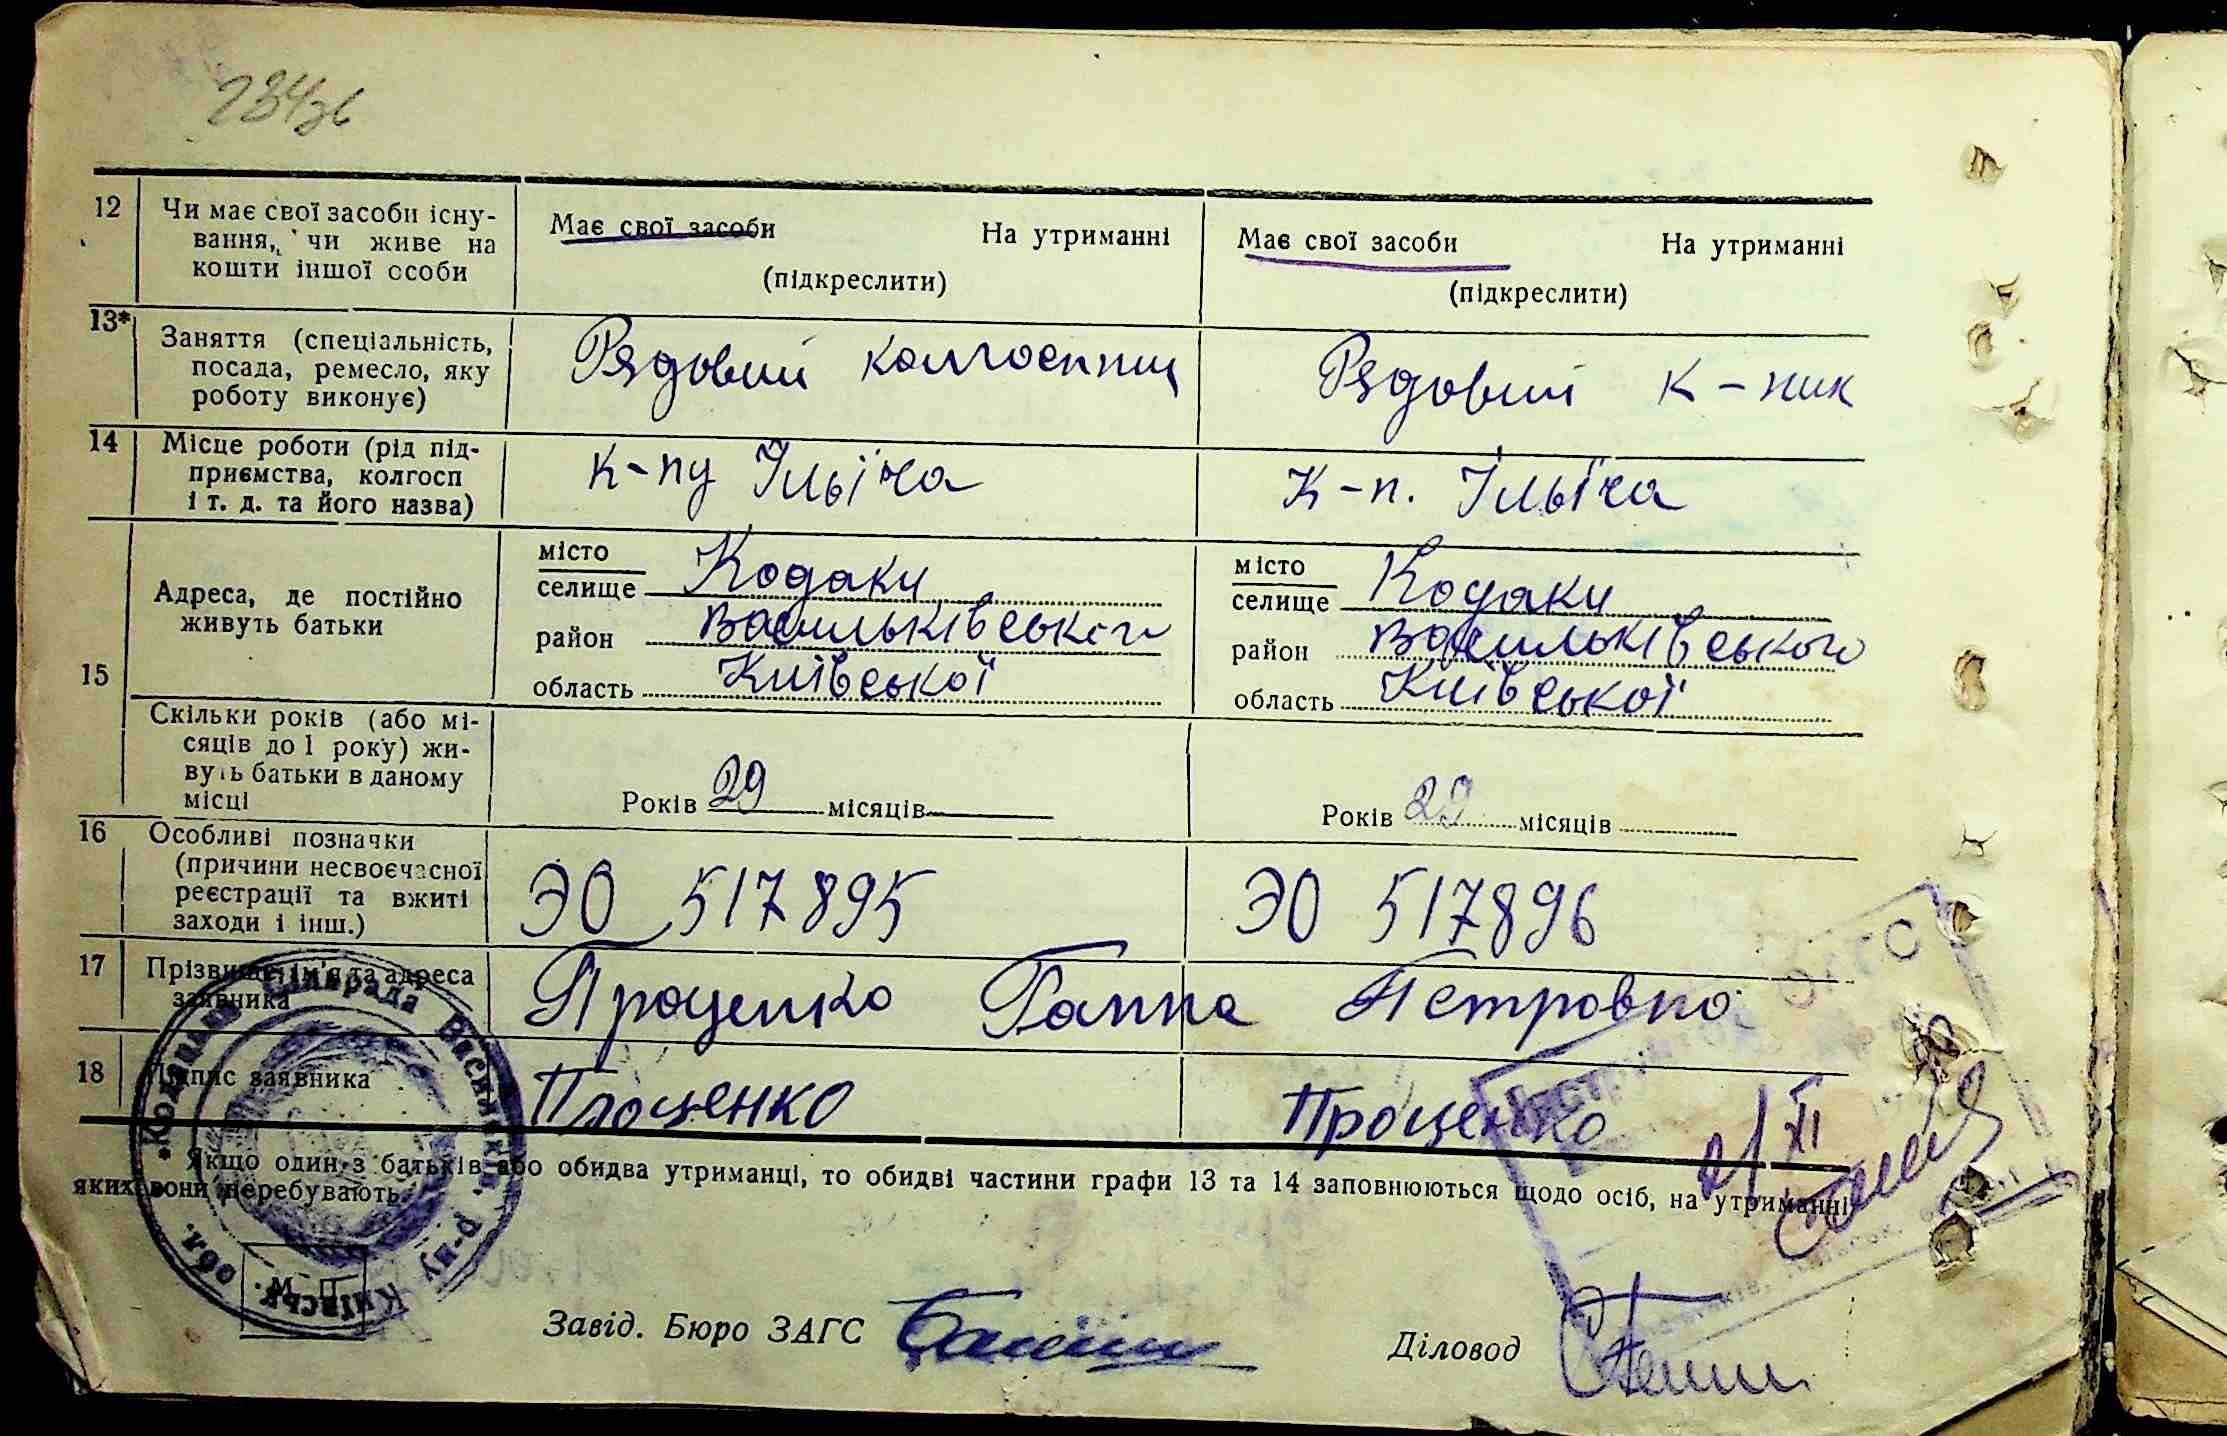 234зв
12 Чи має свої засоби існу- Має свої засоби На утриманні Має свої засоби На утриманні
вання, чи живе на
кошти іншої особи (підкреслити) (підкреслити)
13* Заняття (спеціальність, Рядовий колгоспниц Рядовий к-ник
посада, ремесло, яку
роботу виконує)
14 Місце роботи (рід під- к-пу Ільїча к-п. Ільїча
приємства, колгосп
і т. д. та його назва)
15 Адреса, де постійно місто місто
живуть батьки селище Кодаки селище Кодаки
район Васильківського район Васильківського
область Київської область Київської
Скільки років (або мі-
сяців до 1 року) жи-
вуть батьки в даному
місці Років 29 місяців Років 29 місяців
16 Особливі позначки
(причини несвоєчасної ЭО 517895 ЭО 517896
реєстрації та вжиті
заходи і інш.)
17 Прізвище, ім'я та адреса Проценко Ганна Петровна
заявника
18 Підпис заявника Проценко Проценко
Якщо один з батьків або обидва утриманці, то обидві частини графи 13 та 14 заповнюються щодо осіб, на утриманні
яких вони перебувають.
21/XI
М П
Завід. Бюро ЗАГС Діловод